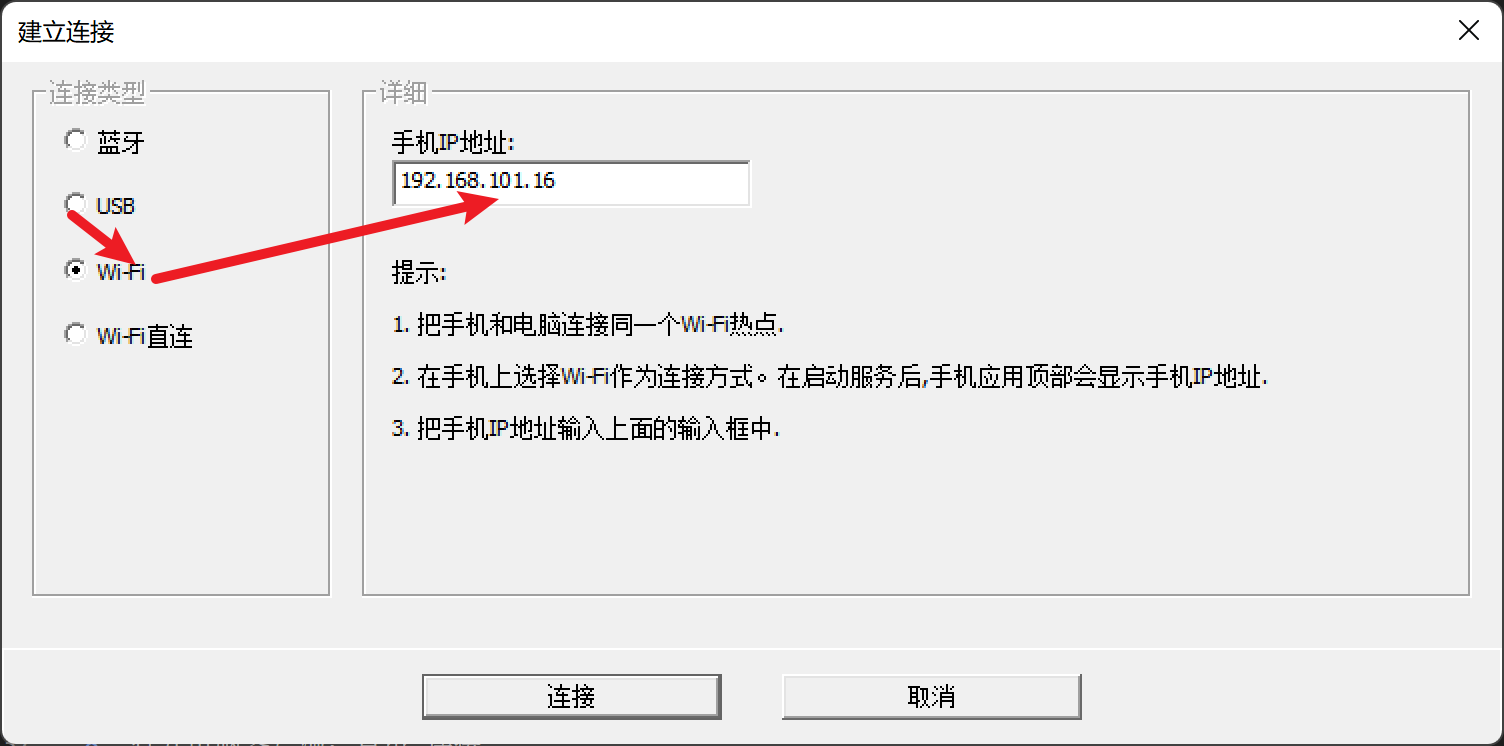 建立连接
连接类型
蓝牙
USB
Wi-Fi
Wi-Fi直连
详细
手机IP地址:
192.168.101.16
提示:
1. 把手机和电脑连接同一个Wi-Fi热点.
2. 在手机上选择Wi-Fi作为连接方式。在启动服务后,手机应用顶部会显示手机IP地址.
3. 把手机IP地址输入上面的输入框中.
连接
取消